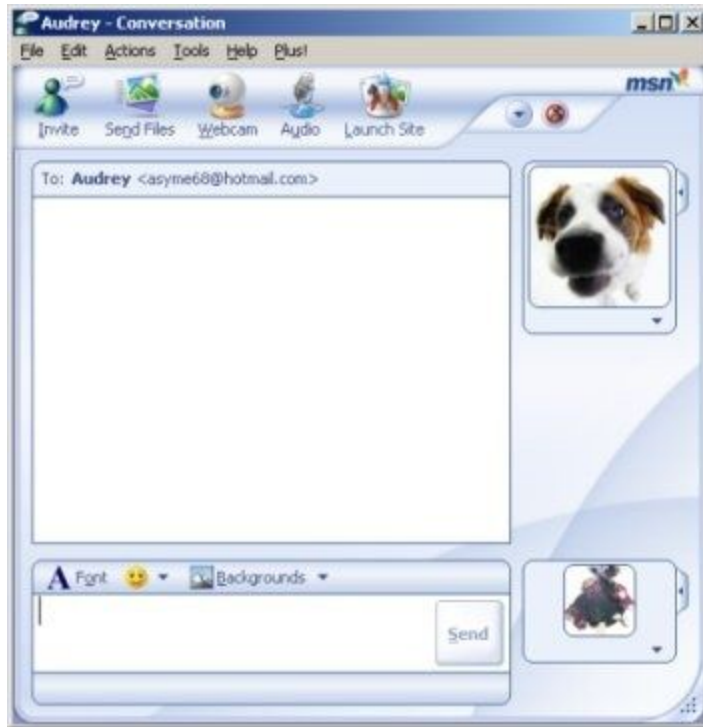 Audrey - Conversation
File Edit Actions Tools Help Plus!
msn
Invite Send Files Webcam Audio Launch Site
To: Audrey <asyme68@hotmail.com>
A Font Backgrounds
Send